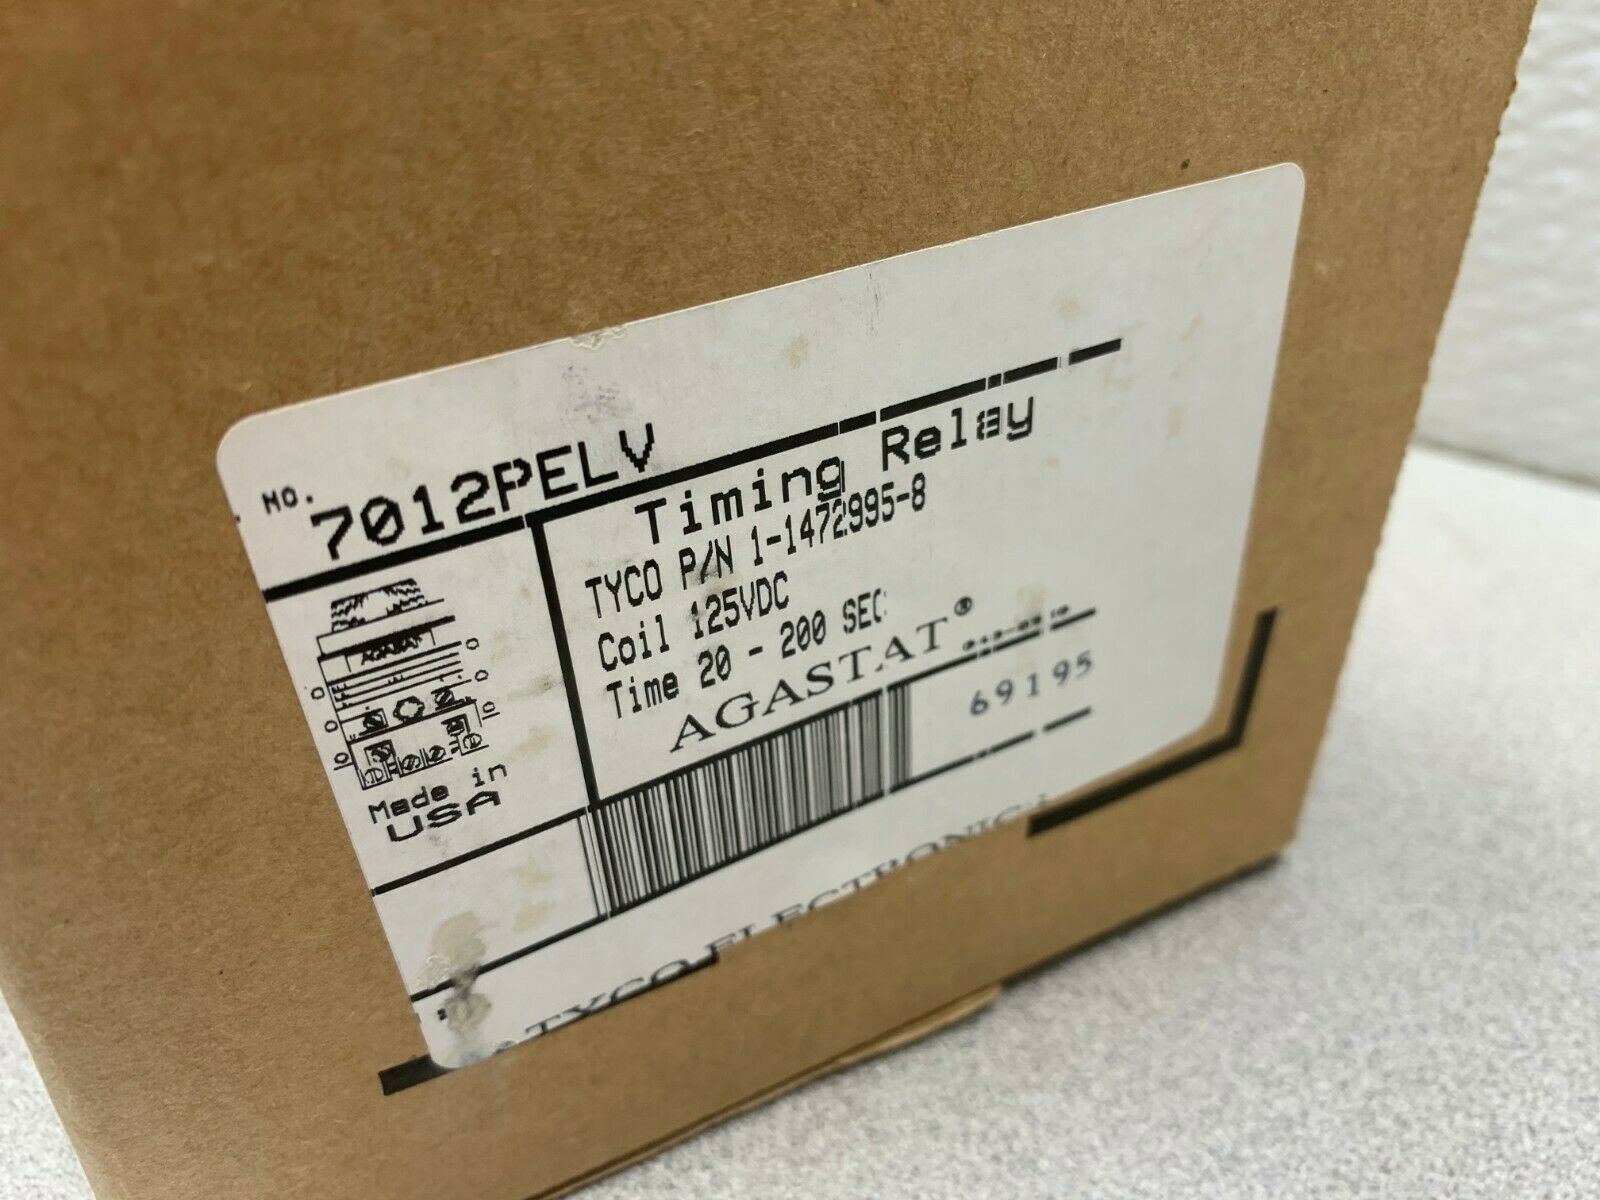 NO. 7012PELV
Timing Relay
TYCO P/N 1-1472995-8
Coil 125VDC
Time 20 - 200 SEC
AGASTAT®
69195
AGASTAT
Made in
USA
TYCO ELECTRONICS